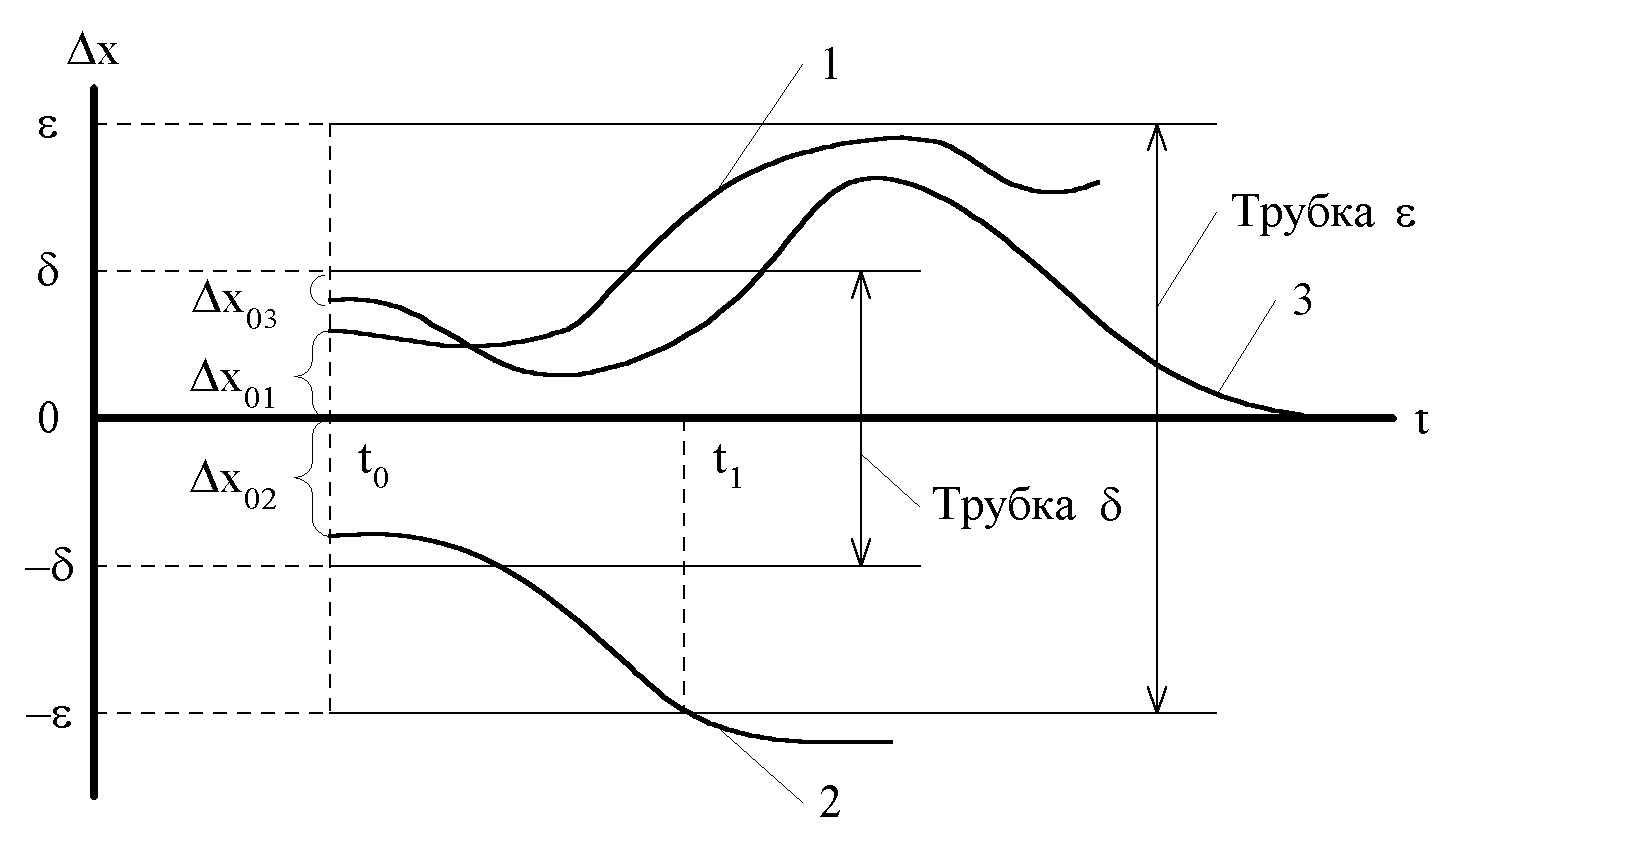 Δx
1
ε
Трубка ε
δ
Δx₀₃
3
Δx₀₁
0
t
t₀
t₁
Δx₀₂
Трубка δ
−δ
−ε
2